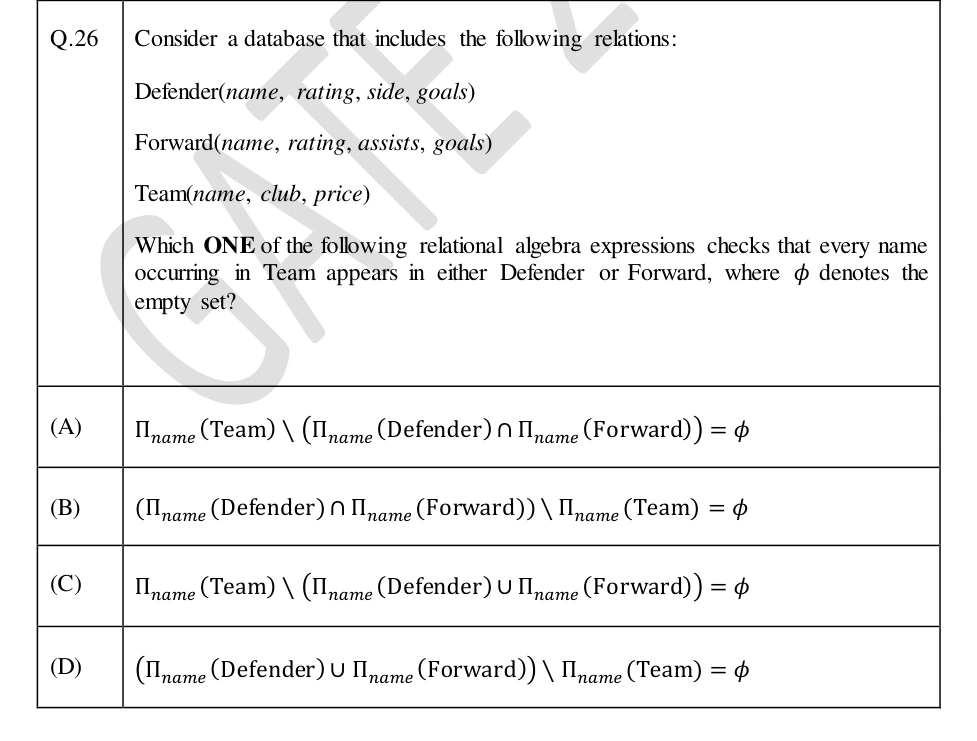 Q.26 Consider a database that includes the following relations:
Defender(name, rating, side, goals)
Forward(name, rating, assists, goals)
Team(name, club, price)
Which ONE of the following relational algebra expressions checks that every name
occurring in Team appears in either Defender or Forward, where ϕ denotes the
empty set?
(A) Π_name (Team) \ (Π_name (Defender) ∩ Π_name (Forward)) = ϕ
(B) (Π_name (Defender) ∩ Π_name (Forward)) \ Π_name (Team) = ϕ
(C) Π_name (Team) \ (Π_name (Defender) ∪ Π_name (Forward)) = ϕ
(D) (Π_name (Defender) ∪ Π_name (Forward)) \ Π_name (Team) = ϕ
GATE 2